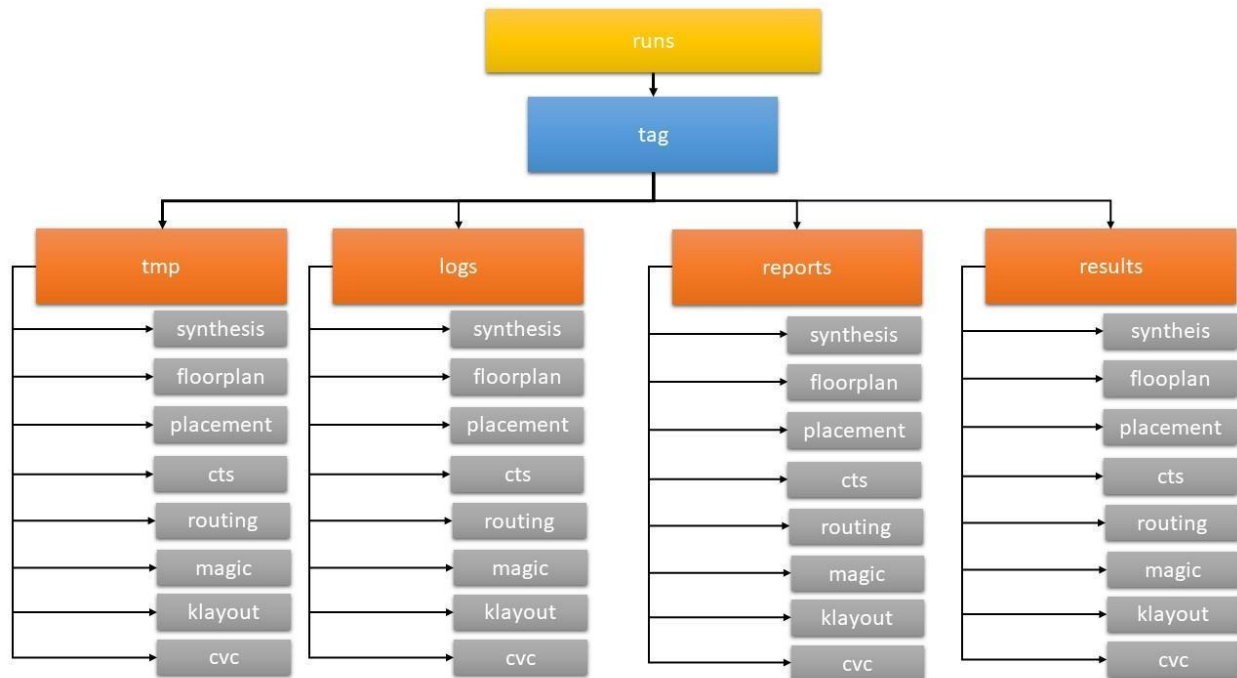 runs
tag
tmp
logs
reports
results
synthesis
floorplan
placement
cts
routing
magic
klayout
cvc
synthesis
floorplan
placement
cts
routing
magic
klayout
cvc
synthesis
floorplan
placement
cts
routing
magic
klayout
cvc
syntheis
flooplan
placement
cts
routing
magic
klayout
cvc